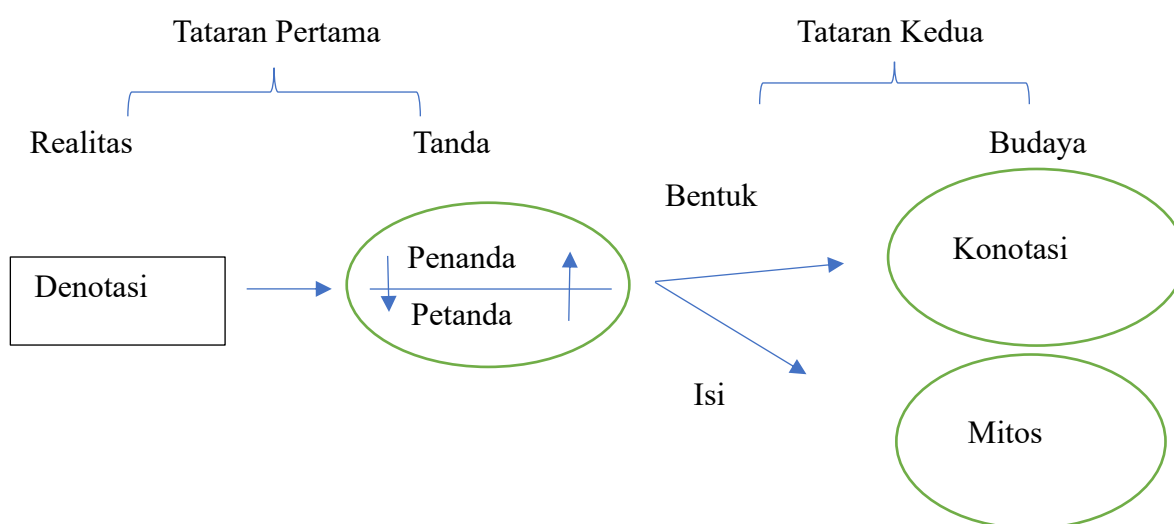 Tataran Pertama
Tataran Kedua
Realitas
Tanda
Budaya
Bentuk
Denotasi
Penanda
Petanda
Konotasi
Isi
Mitos